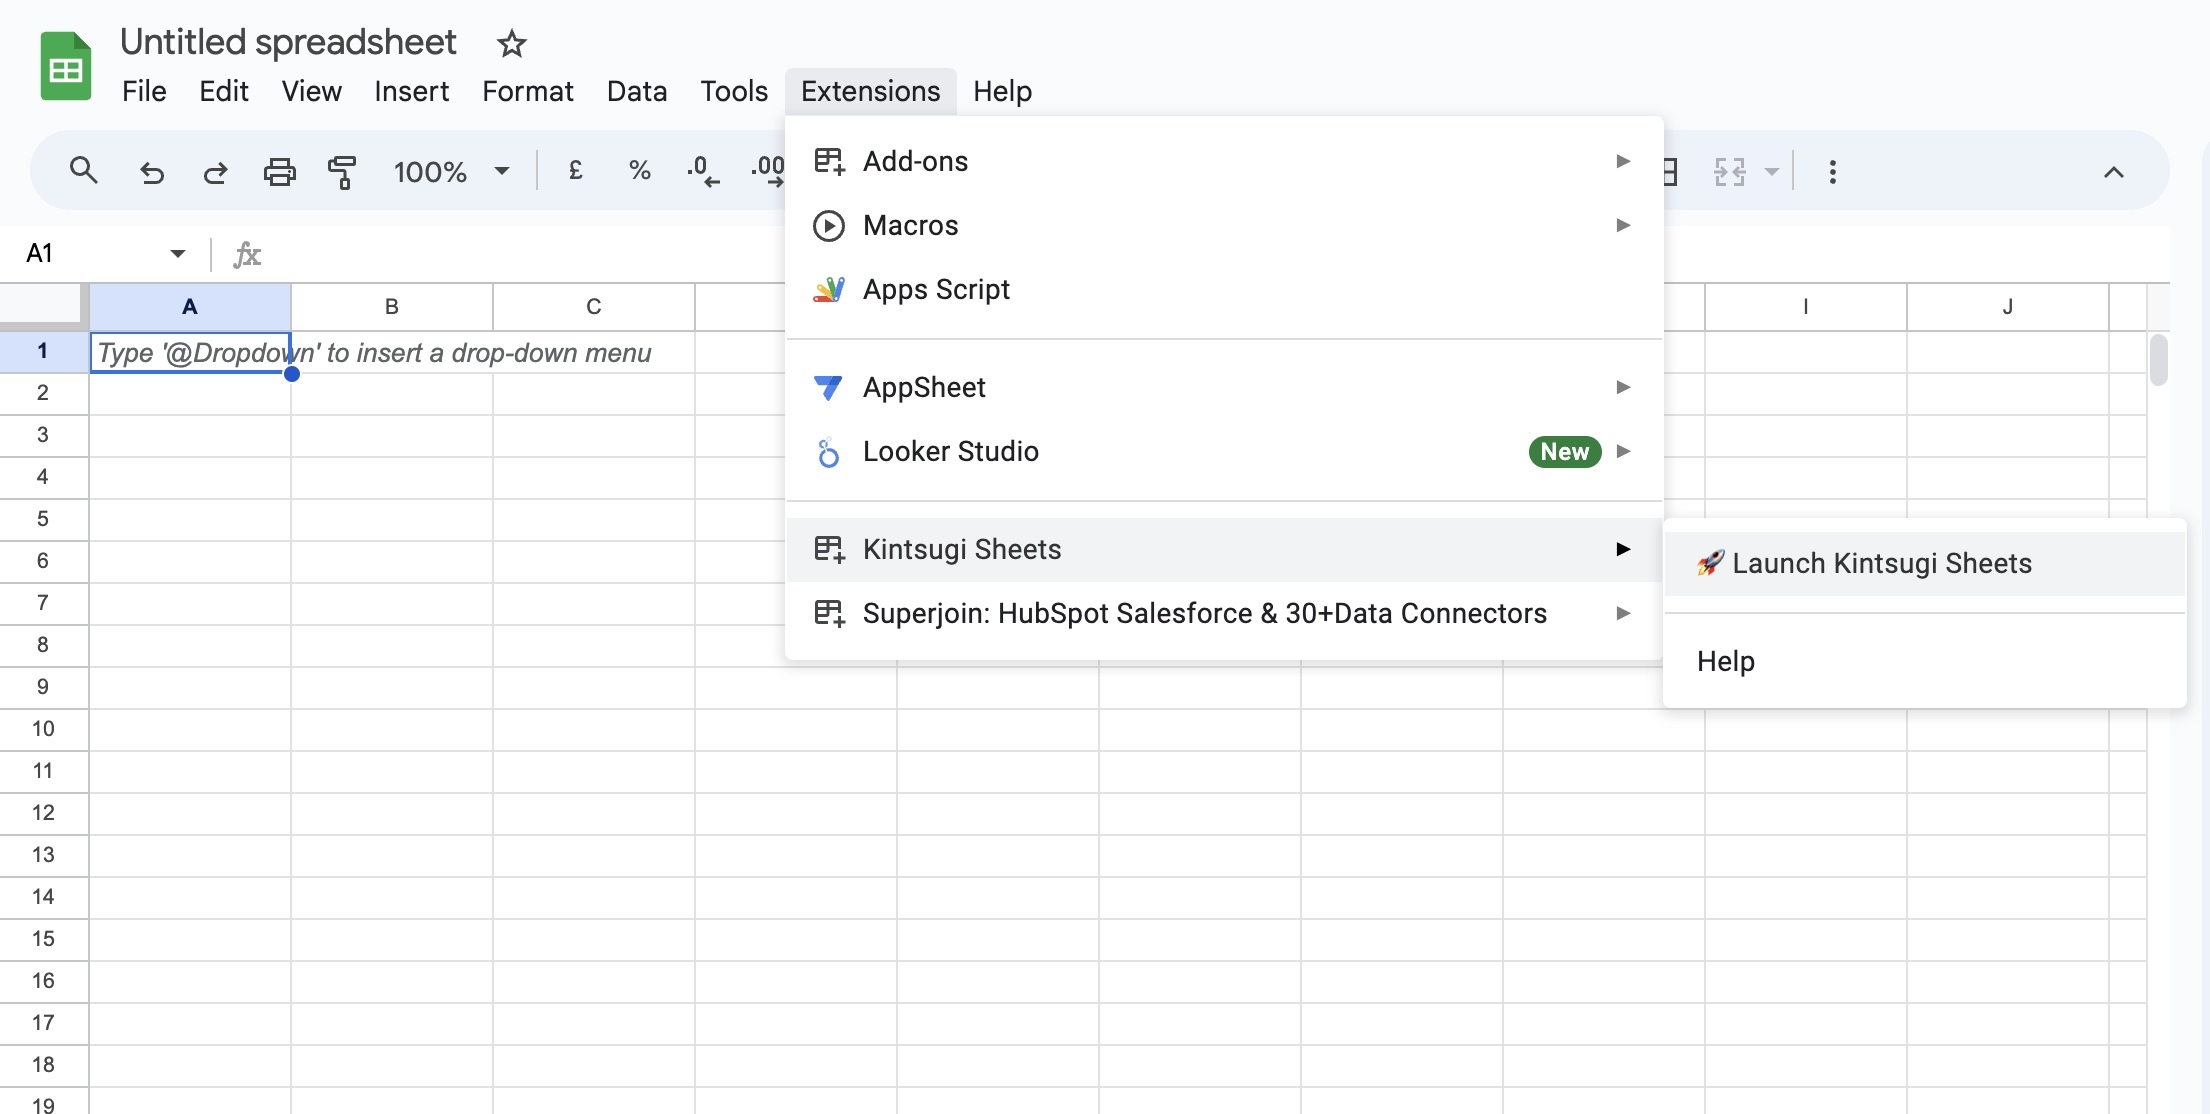 Untitled spreadsheet
File Edit View Insert Format Data Tools Extensions Help
100% £ % .0 .00
A1 fx
A B C I J
1 Type '@Dropdown' to insert a drop-down menu
2
3
4
5
6
7
8
9
10
11
12
13
14
15
16
17
18
19
Add-ons
Macros
Apps Script
AppSheet
Looker Studio New
Kintsugi Sheets
Superjoin: HubSpot Salesforce & 30+Data Connectors
🚀 Launch Kintsugi Sheets
Help